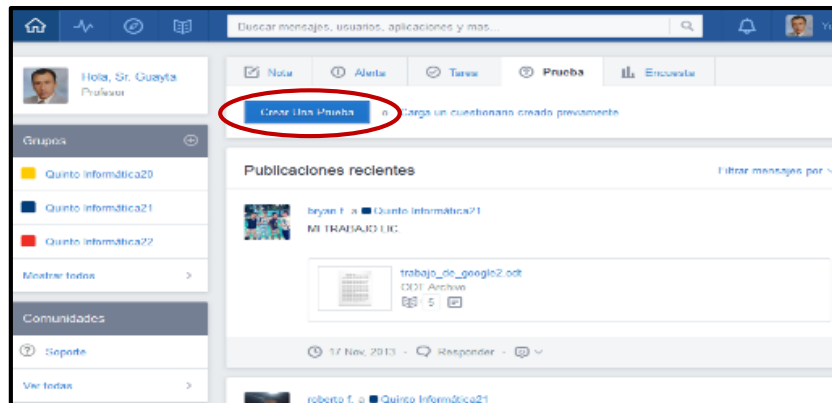 Buscar mensajes, usuarios, aplicaciones y mas...
Hola, Sr. Guayta
Profesor
Grupos
Quinto Informática20
Quinto Informática21
Quinto Informática22
Mostrar todos
Comunidades
Soporte
Ver todas
Nota
Alerta
Tarea
Prueba
Encuesta
Crear Una Prueba o Carga un cuestionario creado previamente
Publicaciones recientes
Filtrar mensajes por
bryan f. a Quinto Informática21
MI TRABAJO LIC
trabajo_de_google2.odt
ODT Archivo
5
17 Nov, 2013 - Responder -
roberto f. a Quinto Informática21